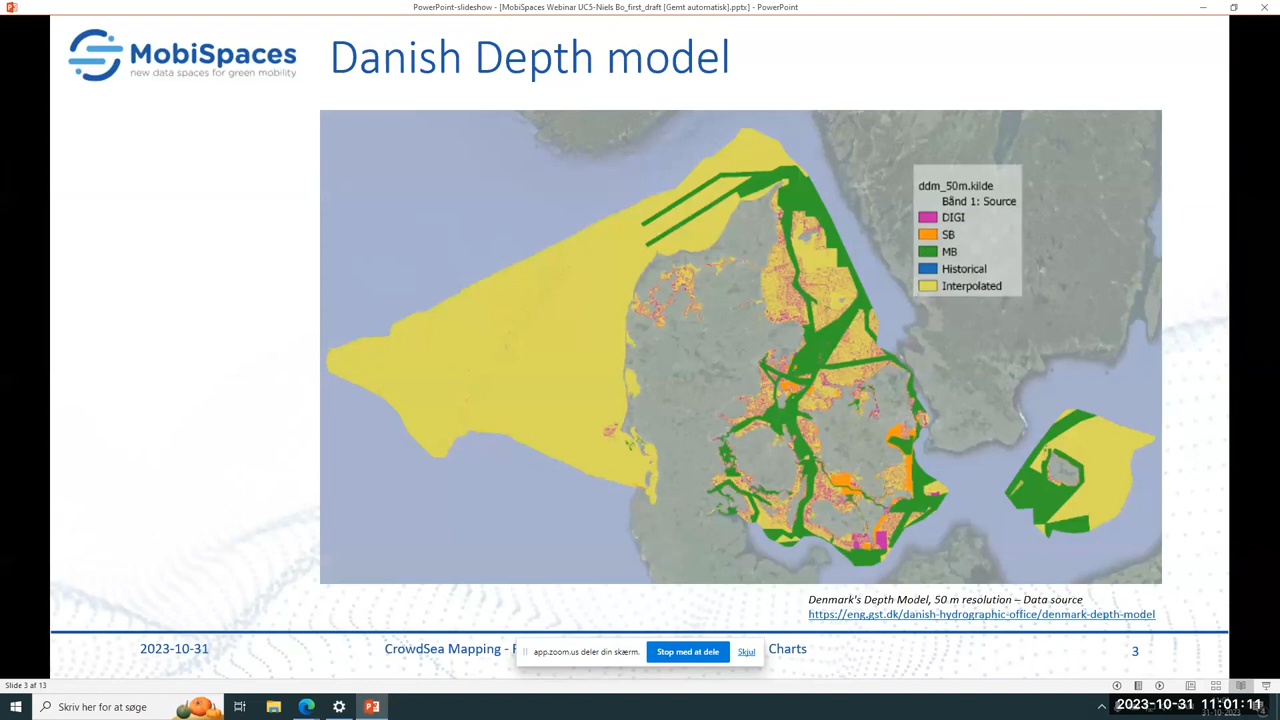 PowerPoint-slideshow - [MobiSpaces Webinar UC5-Niels Bo_first_draft [Gemt automatisk].pptx] - PowerPoint
MobiSpaces
new data spaces for green mobility
Danish Depth model
ddm_50m.kilde
Bånd 1: Source
DIGI
SB
MB
Historical
Interpolated
Denmark's Depth Model, 50 m resolution – Data source
https://eng.gst.dk/danish-hydrographic-office/denmark-depth-model
2023-10-31
CrowdSea Mapping -
Charts
3
app.zoom.us deler din skærm.
Stop med at dele
Skjul
Slide 3 af 13
Skriv her for at søge
2023-10-31 11:01:11
31-10-2023